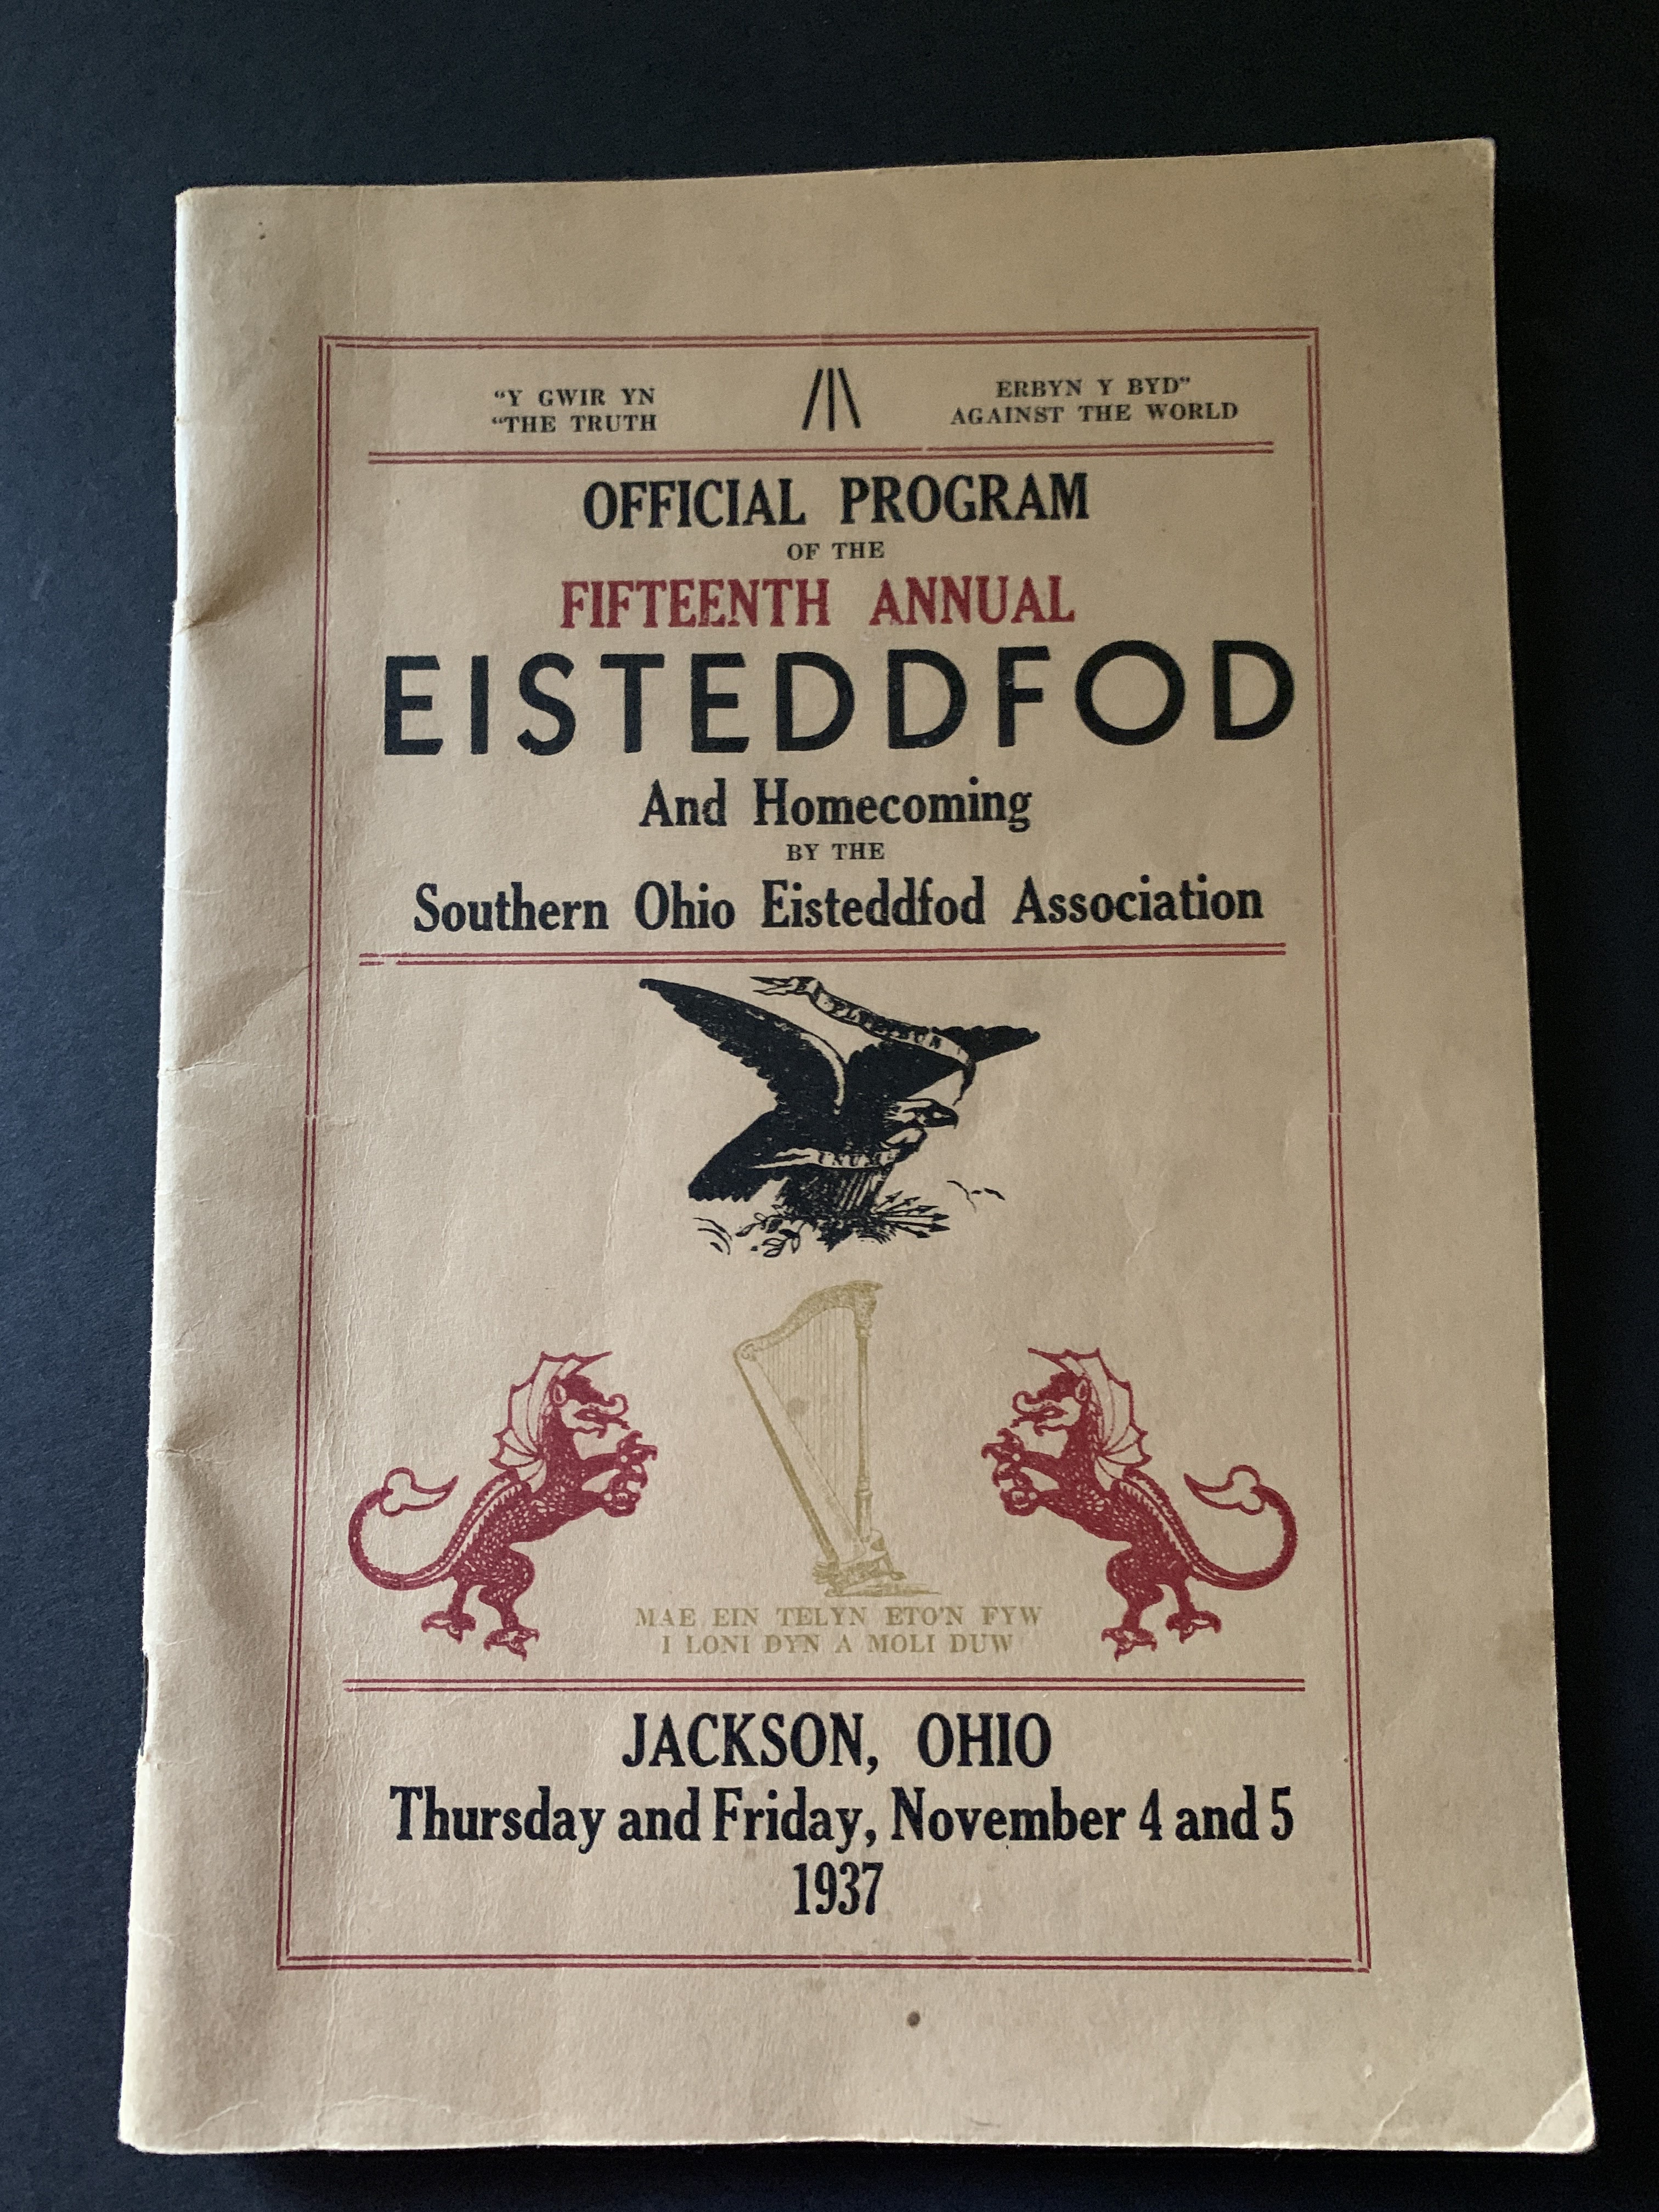 "Y GWIR YN ERBYN Y BYD"
"THE TRUTH AGAINST THE WORLD
OFFICIAL PROGRAM
OF THE
FIFTEENTH ANNUAL
EISTEDDFOD
And Homecoming
BY THE
Southern Ohio Eisteddfod Association
E PLURIBUS
UNUM
MAE EIN TELYN ETO'N FYW
I LONI DYN A MOLI DUW
JACKSON, OHIO
Thursday and Friday, November 4 and 5
1937